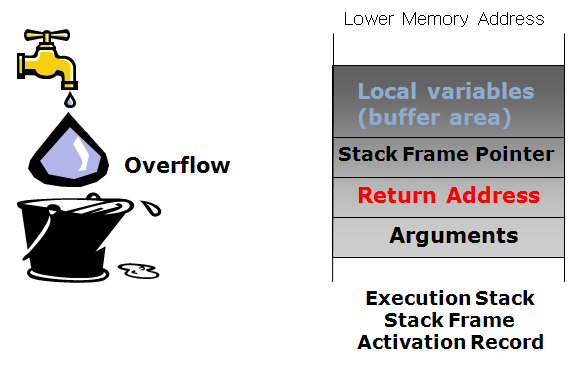 Lower Memory Address
Local variables
(buffer area)
Stack Frame Pointer
Overflow
Return Address
Arguments
Execution Stack
Stack Frame
Activation Record